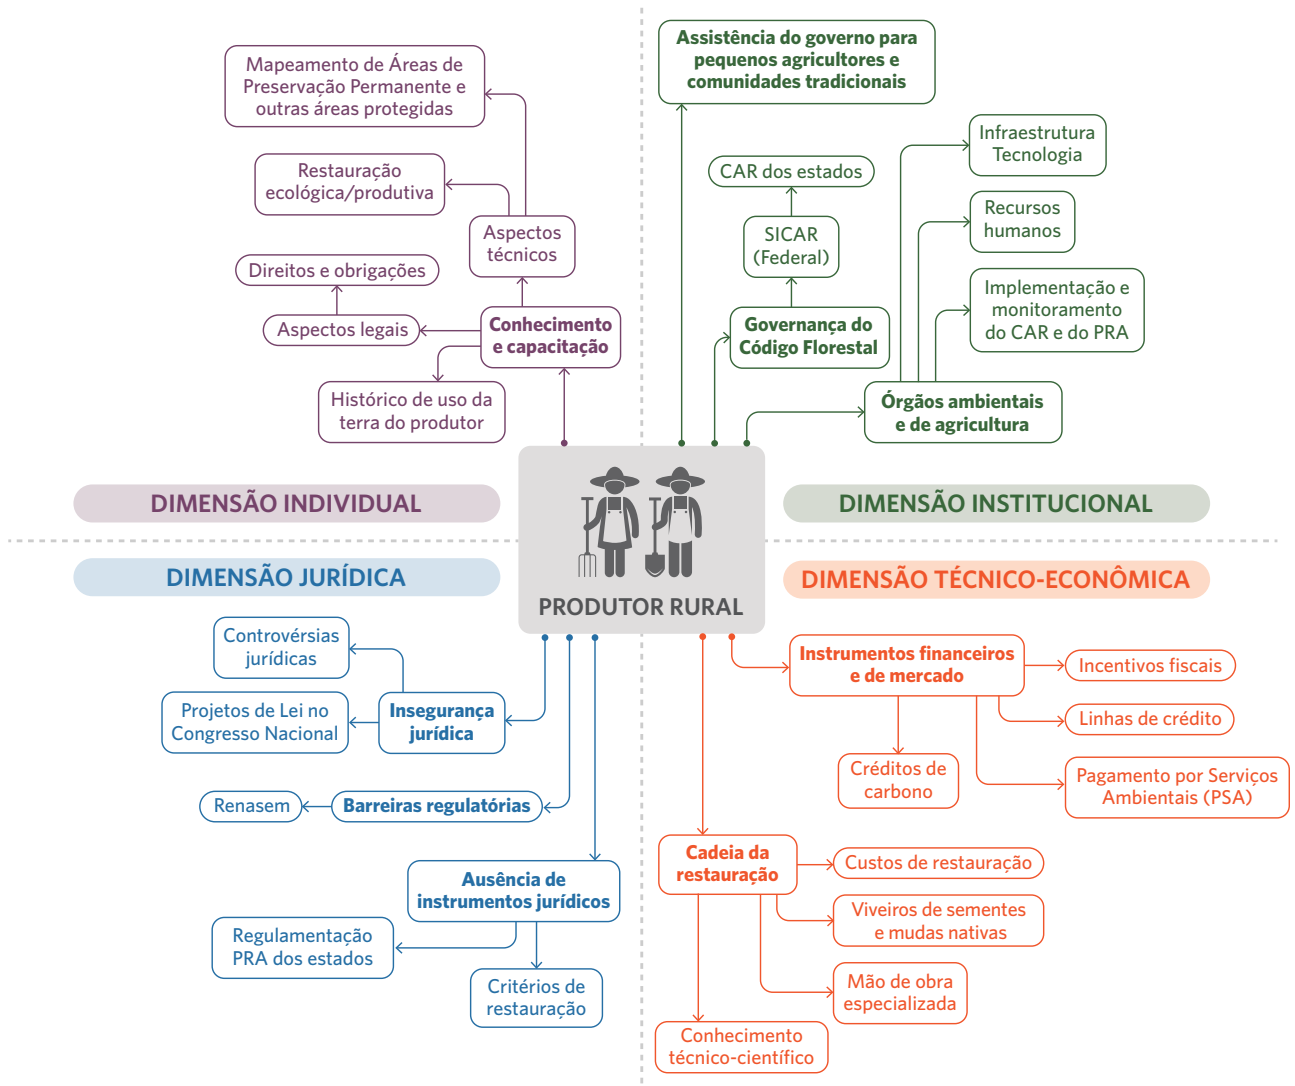 Mapeamento de Áreas de
Preservação Permanente e
outras áreas protegidas
Restauração
ecológica/produtiva
Aspectos
técnicos
Direitos e obrigações
Aspectos legais
Conhecimento
e capacitação
Histórico de uso da
terra do produtor
DIMENSÃO INDIVIDUAL
Assistência do governo para
pequenos agricultores e
comunidades tradicionais
Infraestrutura
Tecnologia
CAR dos estados
Recursos
humanos
SICAR
(Federal)
Implementação e
monitoramento
do CAR e do PRA
Governança do
Código Florestal
Órgãos ambientais
e de agricultura
DIMENSÃO INSTITUCIONAL
PRODUTOR RURAL
DIMENSÃO JURÍDICA
Controvérsias
jurídicas
Projetos de Lei no
Congresso Nacional
Insegurança
jurídica
Renasem
Barreiras regulatórias
Ausência de
instrumentos jurídicos
Regulamentação
PRA dos estados
Critérios de
restauração
DIMENSÃO TÉCNICO-ECONÔMICA
Instrumentos financeiros
e de mercado
Incentivos fiscais
Linhas de crédito
Créditos de
carbono
Pagamento por Serviços
Ambientais (PSA)
Cadeia da
restauração
Custos de restauração
Viveiros de sementes
e mudas nativas
Mão de obra
especializada
Conhecimento
técnico-científico